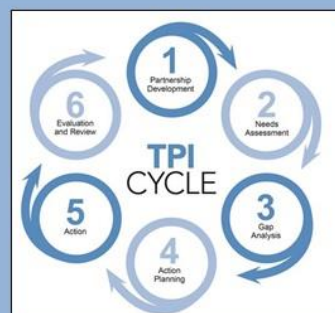 1
Partnership
Development
2
Needs
Assessment
3
Gap
Analysis
4
Action
Planning
5
Action
6
Evaluation
and Review
TPI
CYCLE